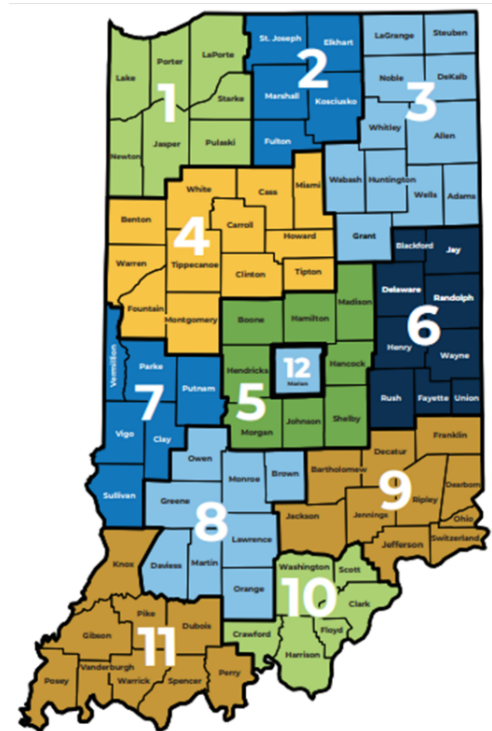 St. Joseph
Elkhart
LaGrange
Steuben
LaPorte
Porter
Lake
2
Noble
DeKalb
Marshall
Kosciusko
Starke
1
3
Whitley
Allen
Fulton
Jasper
Pulaski
Newton
Wabash
Huntington
Wells
Adams
White
Cass
Miami
Benton
Carroll
4
Howard
Grant
Blackford
Jay
Warren
Tippecanoe
Clinton
Tipton
Delaware
Randolph
Madison
Fountain
Montgomery
Boone
Hamilton
6
Henry
Wayne
Vermillion
Parke
Putnam
Hendricks
12
Marion
Hancock
7
5
Rush
Fayette
Union
Vigo
Clay
Morgan
Johnson
Shelby
Franklin
Decatur
Owen
Monroe
Brown
Bartholomew
Sullivan
Greene
9
Dearborn
Ripley
8
Jackson
Jennings
Ohio
Lawrence
Jefferson
Switzerland
Knox
Daviess
Martin
Washington
Scott
Orange
10
Clark
Pike
Gibson
Dubois
11
Crawford
Floyd
Harrison
Posey
Vanderburgh
Warrick
Spencer
Perry